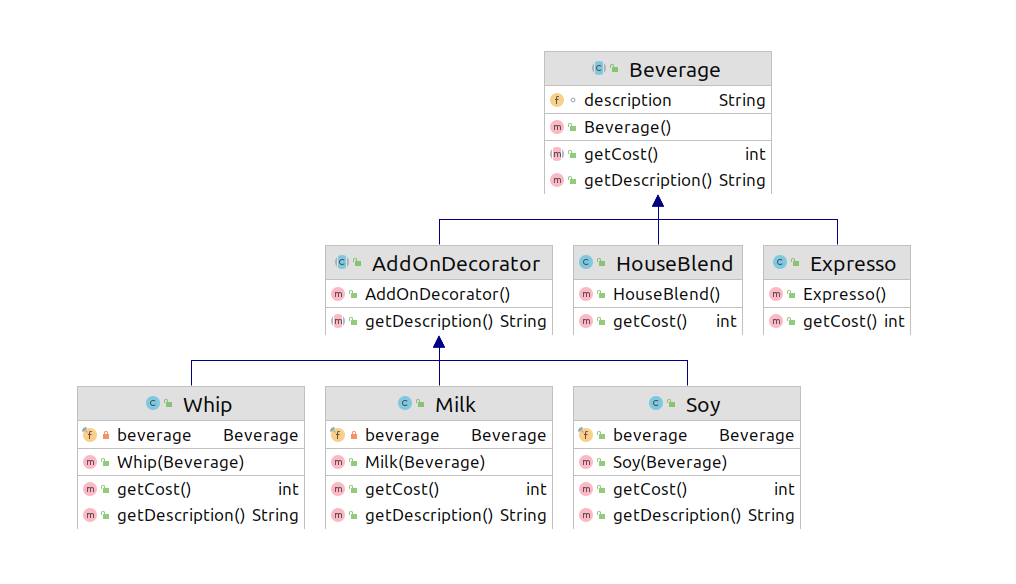 Beverage
description String
Beverage()
getCost() int
getDescription() String
AddOnDecorator
AddOnDecorator()
getDescription() String
HouseBlend
HouseBlend()
getCost() int
Expresso
Expresso()
getCost() int
Whip
beverage Beverage
Whip(Beverage)
getCost() int
getDescription() String
Milk
beverage Beverage
Milk(Beverage)
getCost() int
getDescription() String
Soy
beverage Beverage
Soy(Beverage)
getCost() int
getDescription() String